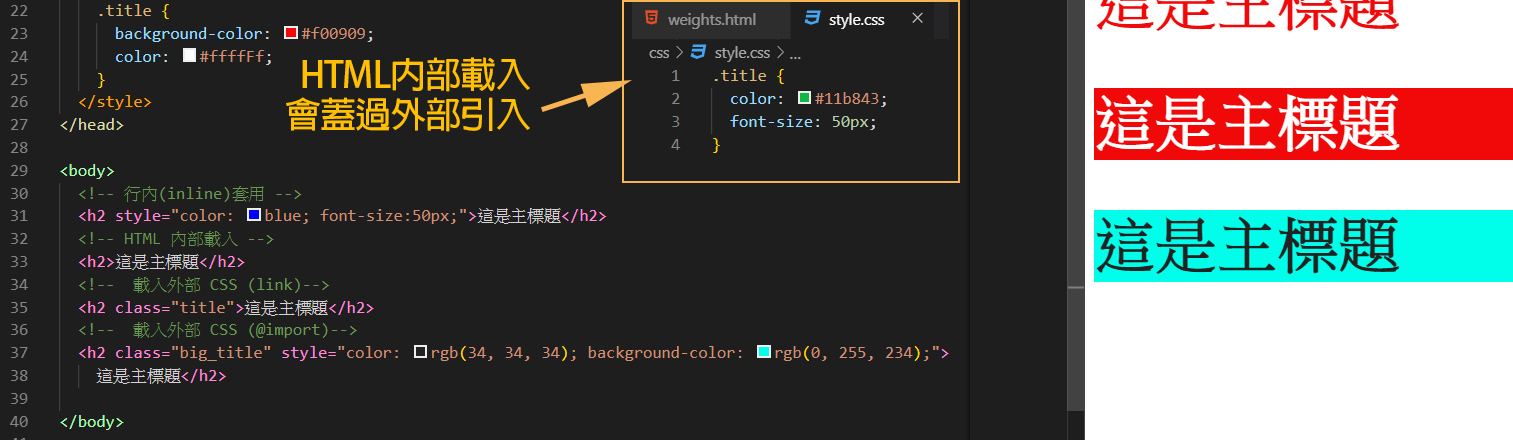 22 .title {
23 background-color: #f00909;
24 color: #ffffFf;
25 }
26 </style>
27 </head>
28
29 <body>
30 <!-- 行內(inline)套用 -->
31 <h2 style="color: blue; font-size:50px;">這是主標題</h2>
32 <!-- HTML 內部載入 -->
33 <h2>這是主標題</h2>
34 <!--  載入外部 CSS (link)-->
35 <h2 class="title">這是主標題</h2>
36 <!--  載入外部 CSS (@import)-->
37 <h2 class="big_title" style="color: rgb(34, 34, 34); background-color: rgb(0, 255, 234);">
38 這是主標題</h2>
39
40 </body>
HTML內部載入
會蓋過外部引入
weights.html style.css ×
css > style.css > ...
1 .title {
2 color: #11b843;
3 font-size: 50px;
4 }
這是主標題
這是主標題
這是主標題